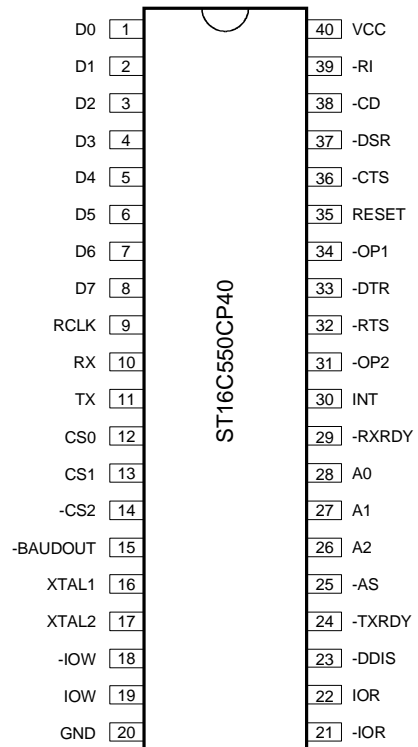 D0 1 40 VCC
D1 2 39 -RI
D2 3 38 -CD
D3 4 37 -DSR
D4 5 36 -CTS
D5 6 35 RESET
D6 7 34 -OP1
D7 8 33 -DTR
RCLK 9 32 -RTS
RX 10 31 -OP2
TX 11 30 INT
CS0 12 29 -RXRDY
CS1 13 28 A0
-CS2 14 27 A1
-BAUDOUT 15 26 A2
XTAL1 16 25 -AS
XTAL2 17 24 -TXRDY
-IOW 18 23 -DDIS
IOW 19 22 IOR
GND 20 21 -IOR
ST16C550CP40